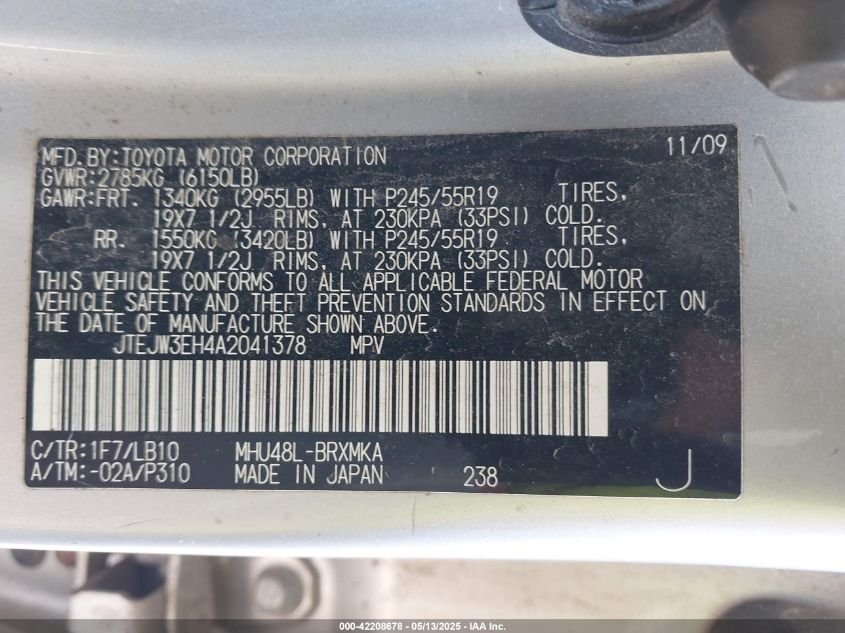 MFD.BY:TOYOTA MOTOR CORPORATION 11/09
GVWR:2785KG (6150LB)
GAWR:FRT. 1340KG (2955LB) WITH P245/55R19 TIRES,
19X7 1/2J RIMS, AT 230KPA (33PSI) COLD.
RR. 1550KG (3420LB) WITH P245/55R19 TIRES,
19X7 1/2J RIMS, AT 230KPA (33PSI) COLD.
THIS VEHICLE CONFORMS TO ALL APPLICABLE FEDERAL MOTOR
VEHICLE SAFETY AND THEFT PREVENTION STANDARDS IN EFFECT ON
THE DATE OF MANUFACTURE SHOWN ABOVE.
JTEJW3EH4A2041378 MPV
C/TR:1F7/LB10 MHU48L-BRXMKA
A/TM:-02A/P310 MADE IN JAPAN 238 J
000-42208678 - 05/13/2025 - IAA Inc.